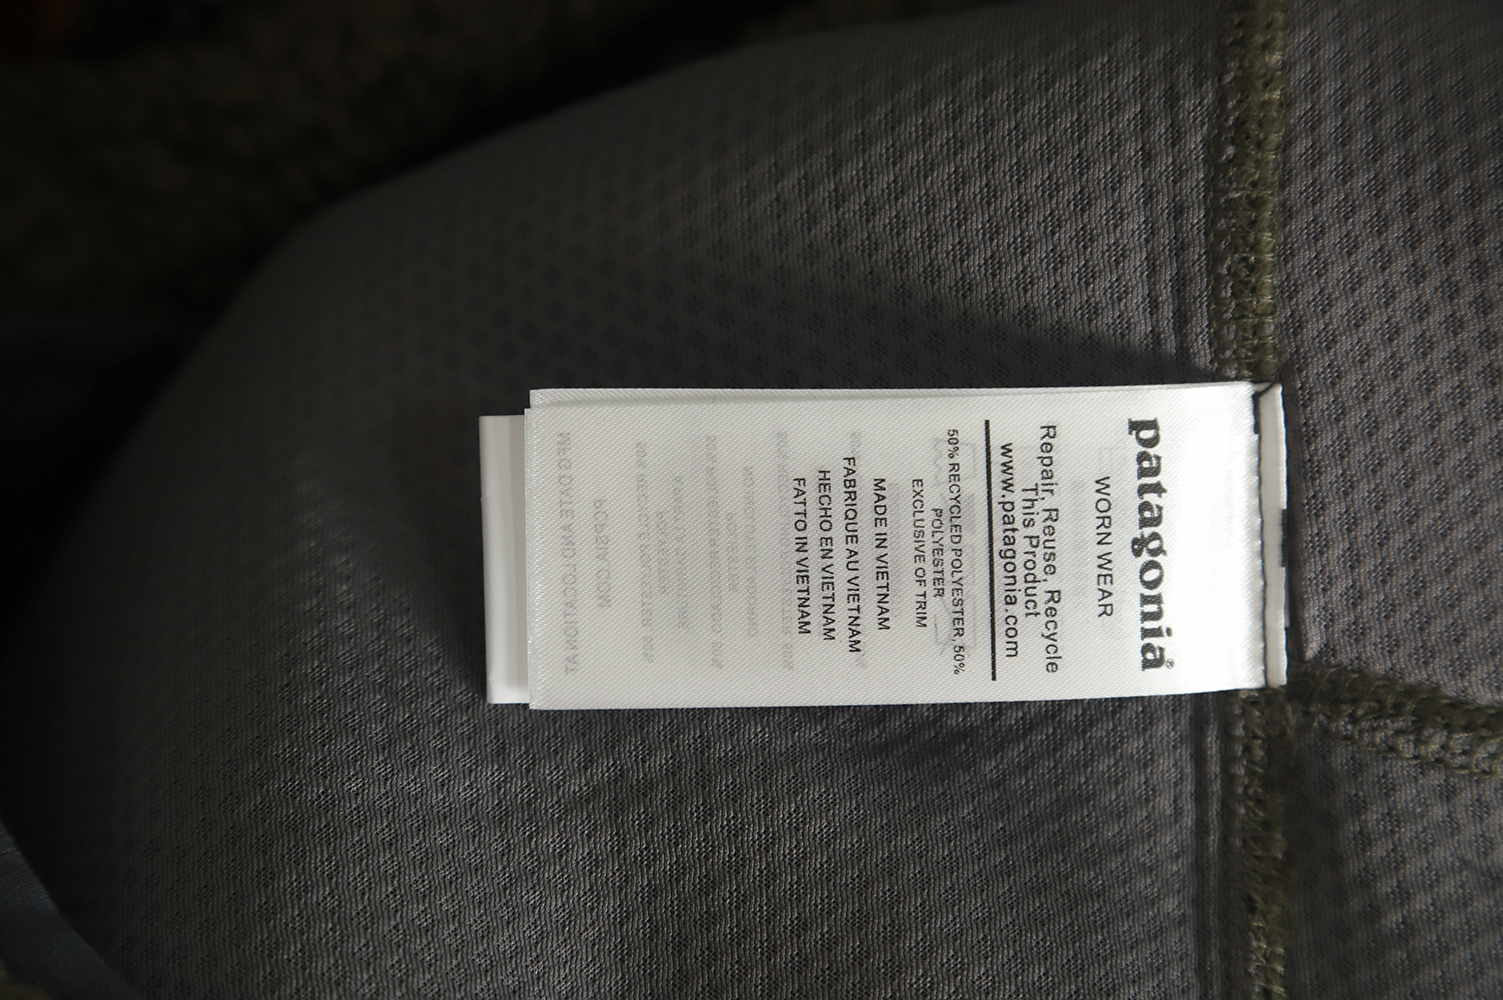 patagonia®
WORN WEAR
Repair, Reuse, Recycle
This Product
www.patagonia.com
50% RECYCLED POLYESTER, 50%
POLYESTER
EXCLUSIVE OF TRIM
MADE IN VIETNAM
FABRIQUE AU VIETNAM
HECHO EN VIETNAM
FATTO IN VIETNAM